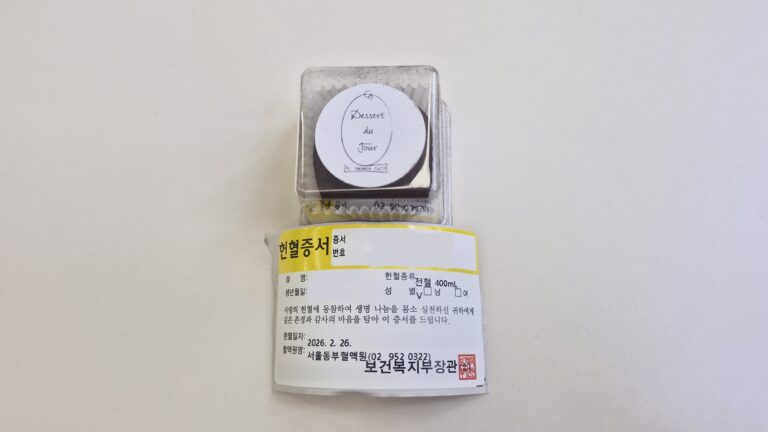 Dessert
du
Jour
헌혈증서 증서
번호
성 명:
헌혈종류: 전혈 400mL
생년월일:
성 별 V□ 남 □ 여
사랑의 헌혈에 동참하여 생명 나눔을 몸소 실천하신 귀하에게
깊은 존경과 감사의 마음을 담아 이 증서를 드립니다.
헌혈일자:
2026. 2. 26.
혈액원명: 서울동부혈액원(02 952 0322)
보건복지부장관